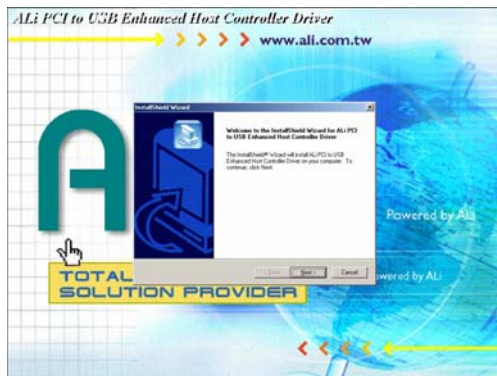 ALi PCI to USB Enhanced Host Controller Driver
www.ali.com.tw
InstallShield Wizard
Welcome to the InstallShield Wizard for ALi PCI
to USB Enhanced Host Controller Driver
The InstallShield® Wizard will install ALi PCI to USB
Enhanced Host Controller Driver on your computer. To
continue, click Next.
< Back
Next >
Cancel
A
Powered by ALi
Powered by ALi
TOTAL
SOLUTION PROVIDER